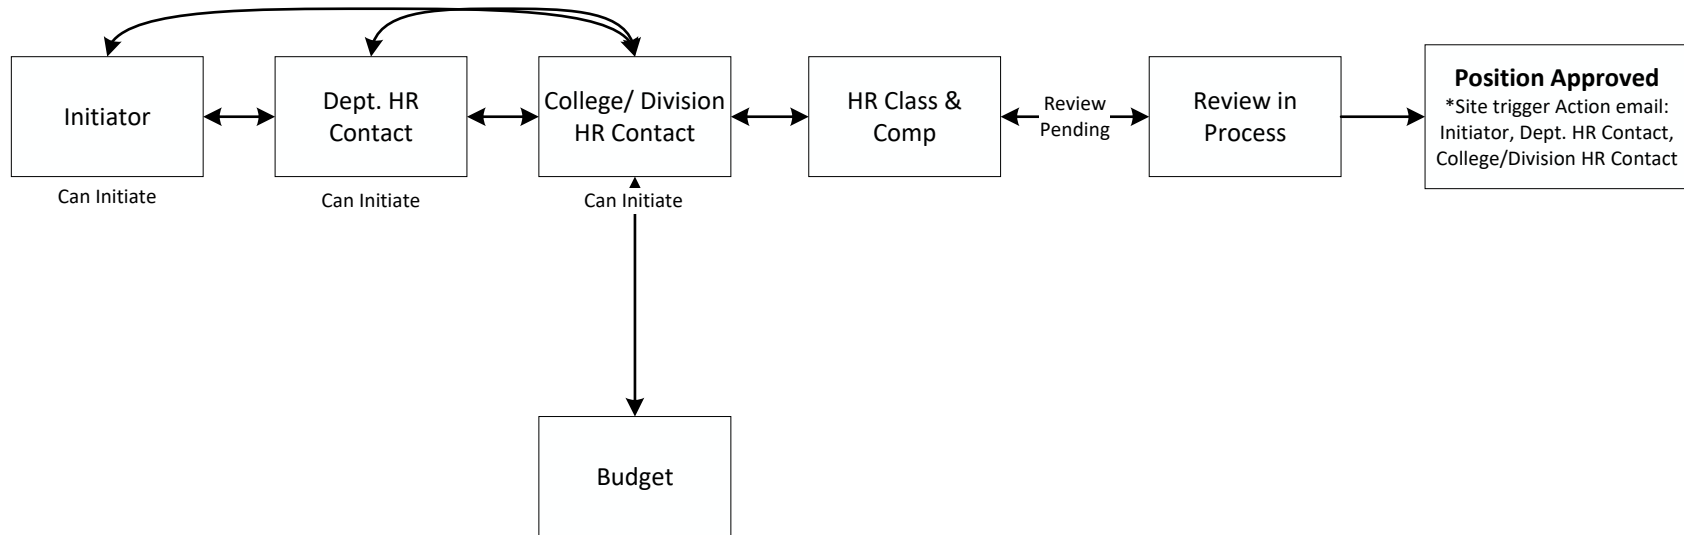 Initiator
Can Initiate
Dept. HR
Contact
Can Initiate
College/ Division
HR Contact
Can Initiate
HR Class &
Comp
Review
Pending
Review in
Process
Position Approved
*Site trigger Action email:
Initiator, Dept. HR Contact,
College/Division HR Contact
Budget